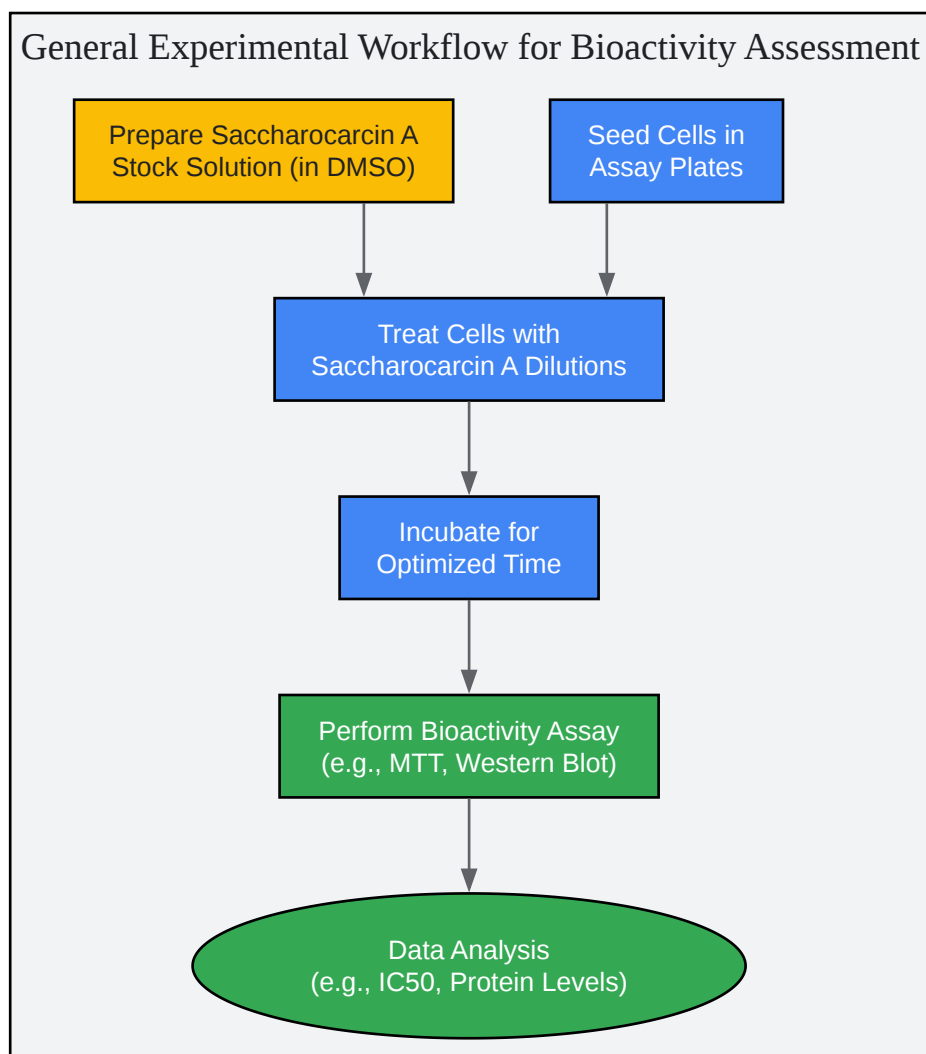 General Experimental Workflow for Bioactivity Assessment
Prepare Saccharocarcin A
Stock Solution (in DMSO)
Seed Cells in
Assay Plates
Treat Cells with
Saccharocarcin A Dilutions
Incubate for
Optimized Time
Perform Bioactivity Assay
(e.g., MTT, Western Blot)
Data Analysis
(e.g., IC50, Protein Levels)